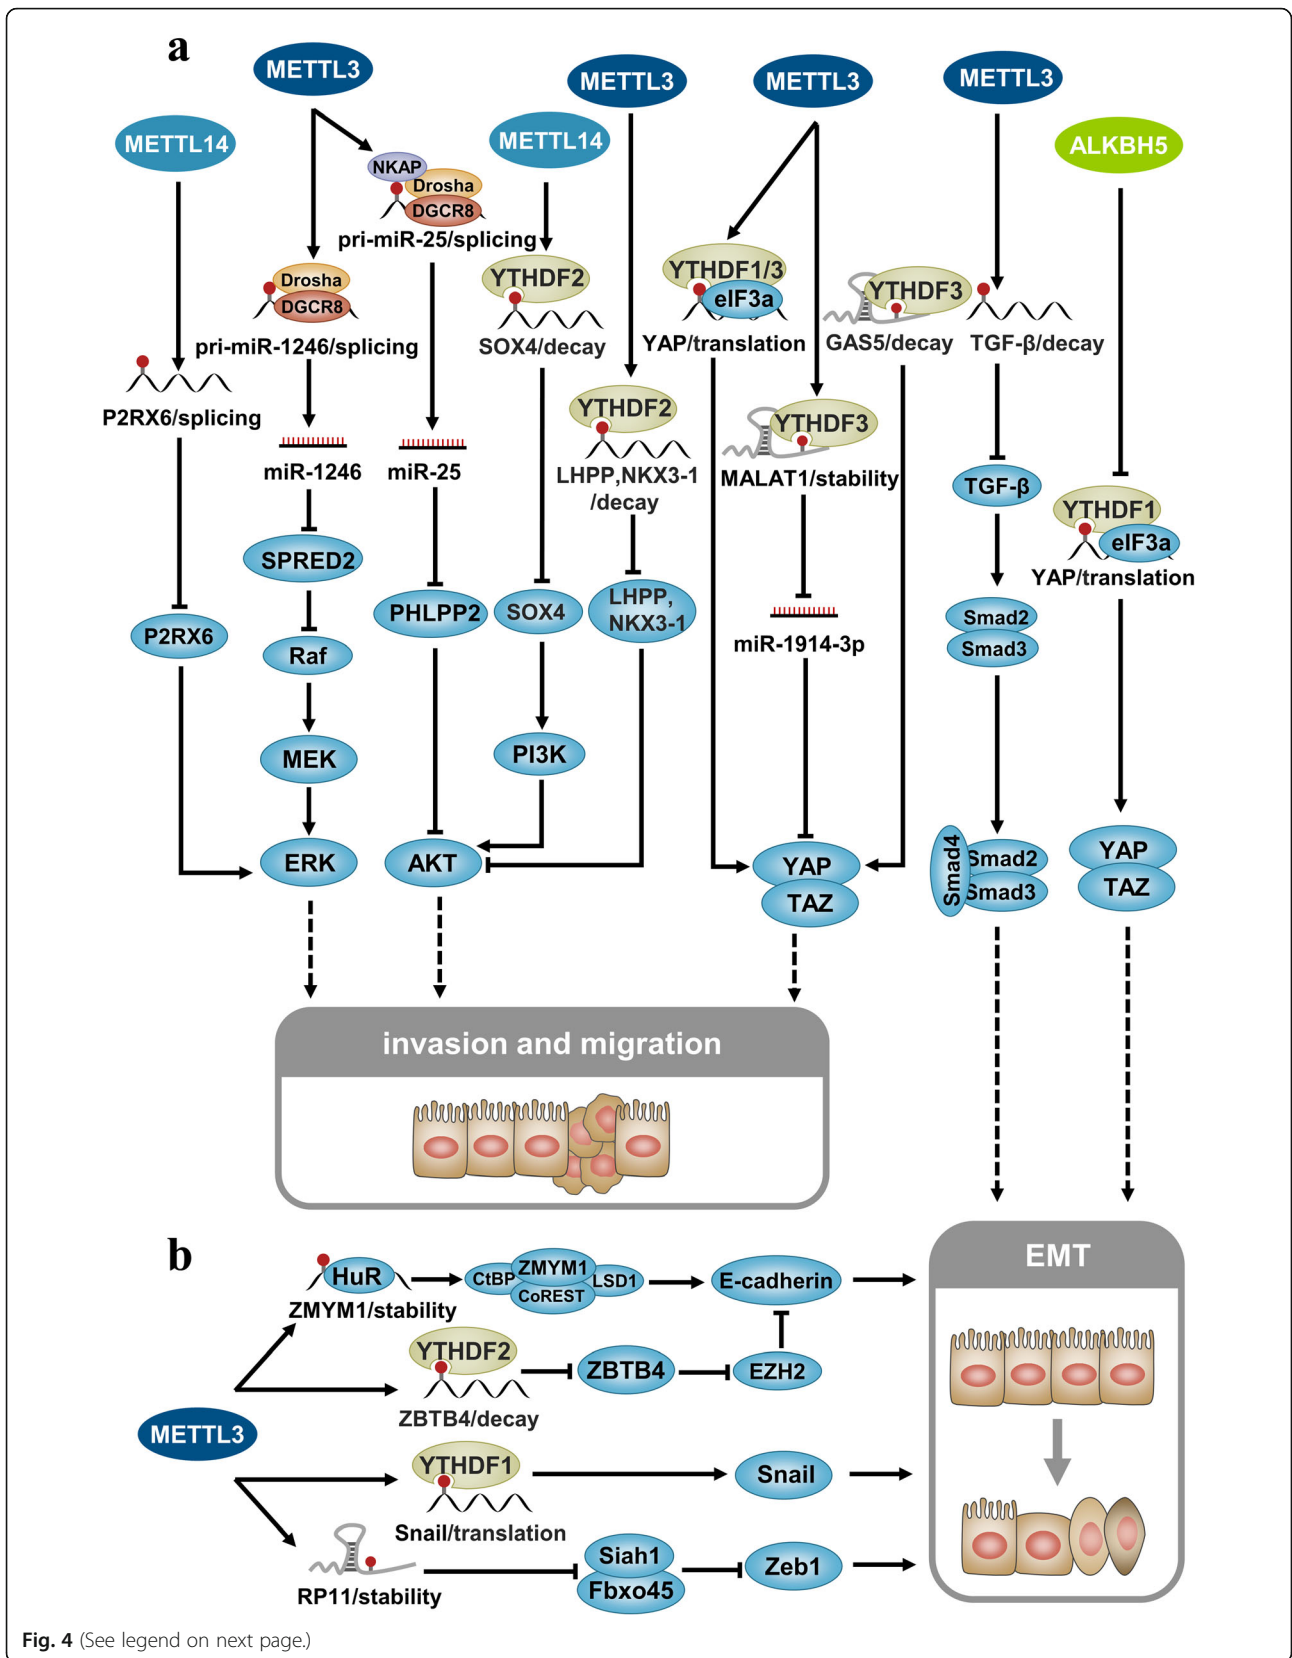 a
METTL3
METTL3
METTL3
METTL3
METTL14
METTL14
ALKBH5
NKAP
Drosha
DGCR8
pri-miR-25/splicing
Drosha
DGCR8
pri-miR-1246/splicing
YTHDF2
SOX4/decay
YTHDF1/3
eIF3a
YAP/translation
YTHDF3
GAS5/decay
TGF-β/decay
P2RX6/splicing
YTHDF2
LHPP,NKX3-1
/decay
YTHDF3
MALAT1/stability
miR-1246
miR-25
TGF-β
YTHDF1
eIF3a
YAP/translation
SPRED2
PHLPP2
SOX4
LHPP,
NKX3-1
P2RX6
Raf
miR-1914-3p
Smad2
Smad3
MEK
PI3K
ERK
AKT
YAP
TAZ
Smad4
Smad2
Smad3
YAP
TAZ
invasion and migration
b
HuR
ZMYM1/stability
CtBP
ZMYM1
CoREST
LSD1
E-cadherin
EMT
YTHDF2
ZBTB4/decay
ZBTB4
EZH2
METTL3
YTHDF1
Snail/translation
Snail
RP11/stability
Siah1
Fbxo45
Zeb1
Fig. 4 (See legend on next page.)